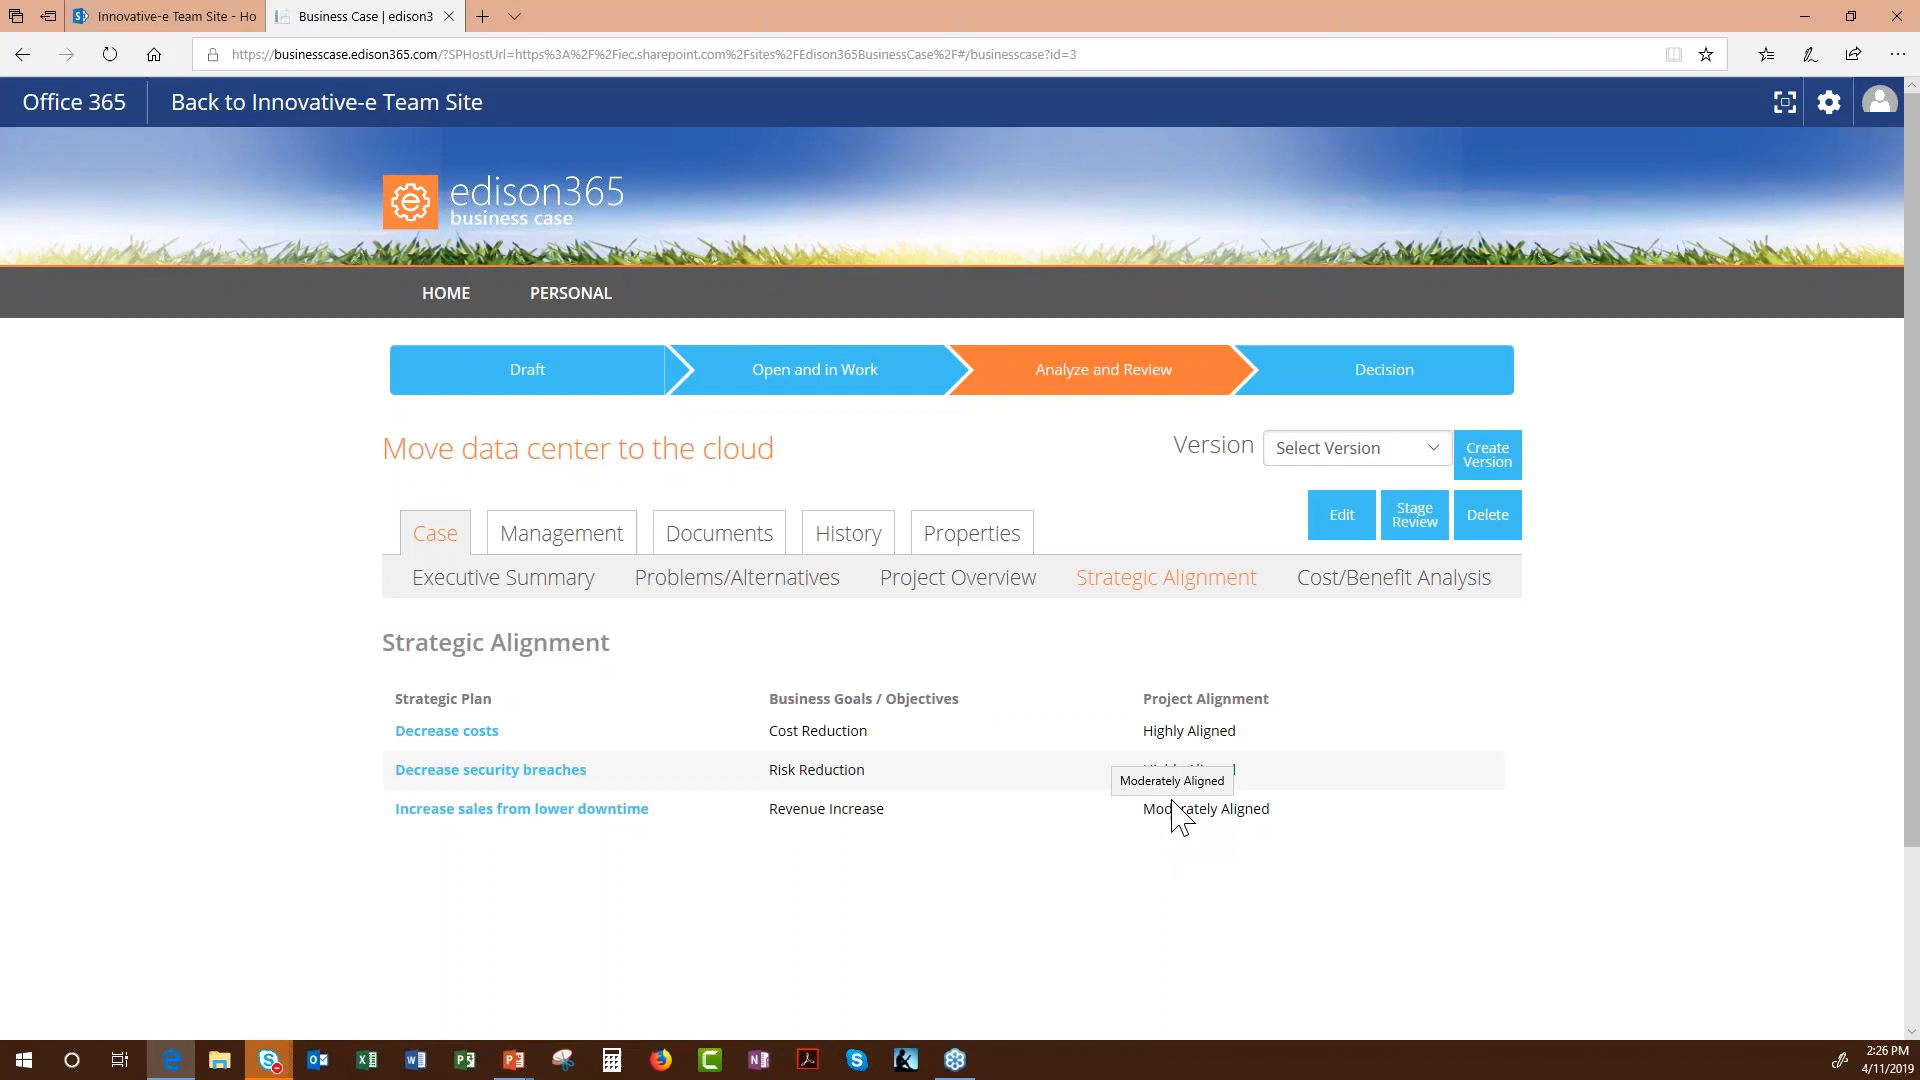 Innovative-e Team Site - Ho
Business Case | edison3
https://businesscase.edison365.com/?SPHostUrl=https%3A%2F%2Fiec.sharepoint.com%2Fsites%2FEdison365BusinessCase%2F#/businesscase?id=3
Office 365
Back to Innovative-e Team Site
edison365
business case
HOME
PERSONAL
Draft
Open and in Work
Analyze and Review
Decision
Move data center to the cloud
Version
Select Version
Create
Version
Case
Management
Documents
History
Properties
Edit
Stage
Review
Delete
Executive Summary
Problems/Alternatives
Project Overview
Strategic Alignment
Cost/Benefit Analysis
Strategic Alignment
Strategic Plan
Business Goals / Objectives
Project Alignment
Decrease costs
Cost Reduction
Highly Aligned
Decrease security breaches
Risk Reduction
Moderately Aligned
Increase sales from lower downtime
Revenue Increase
Moderately Aligned
2:26 PM
4/11/2019